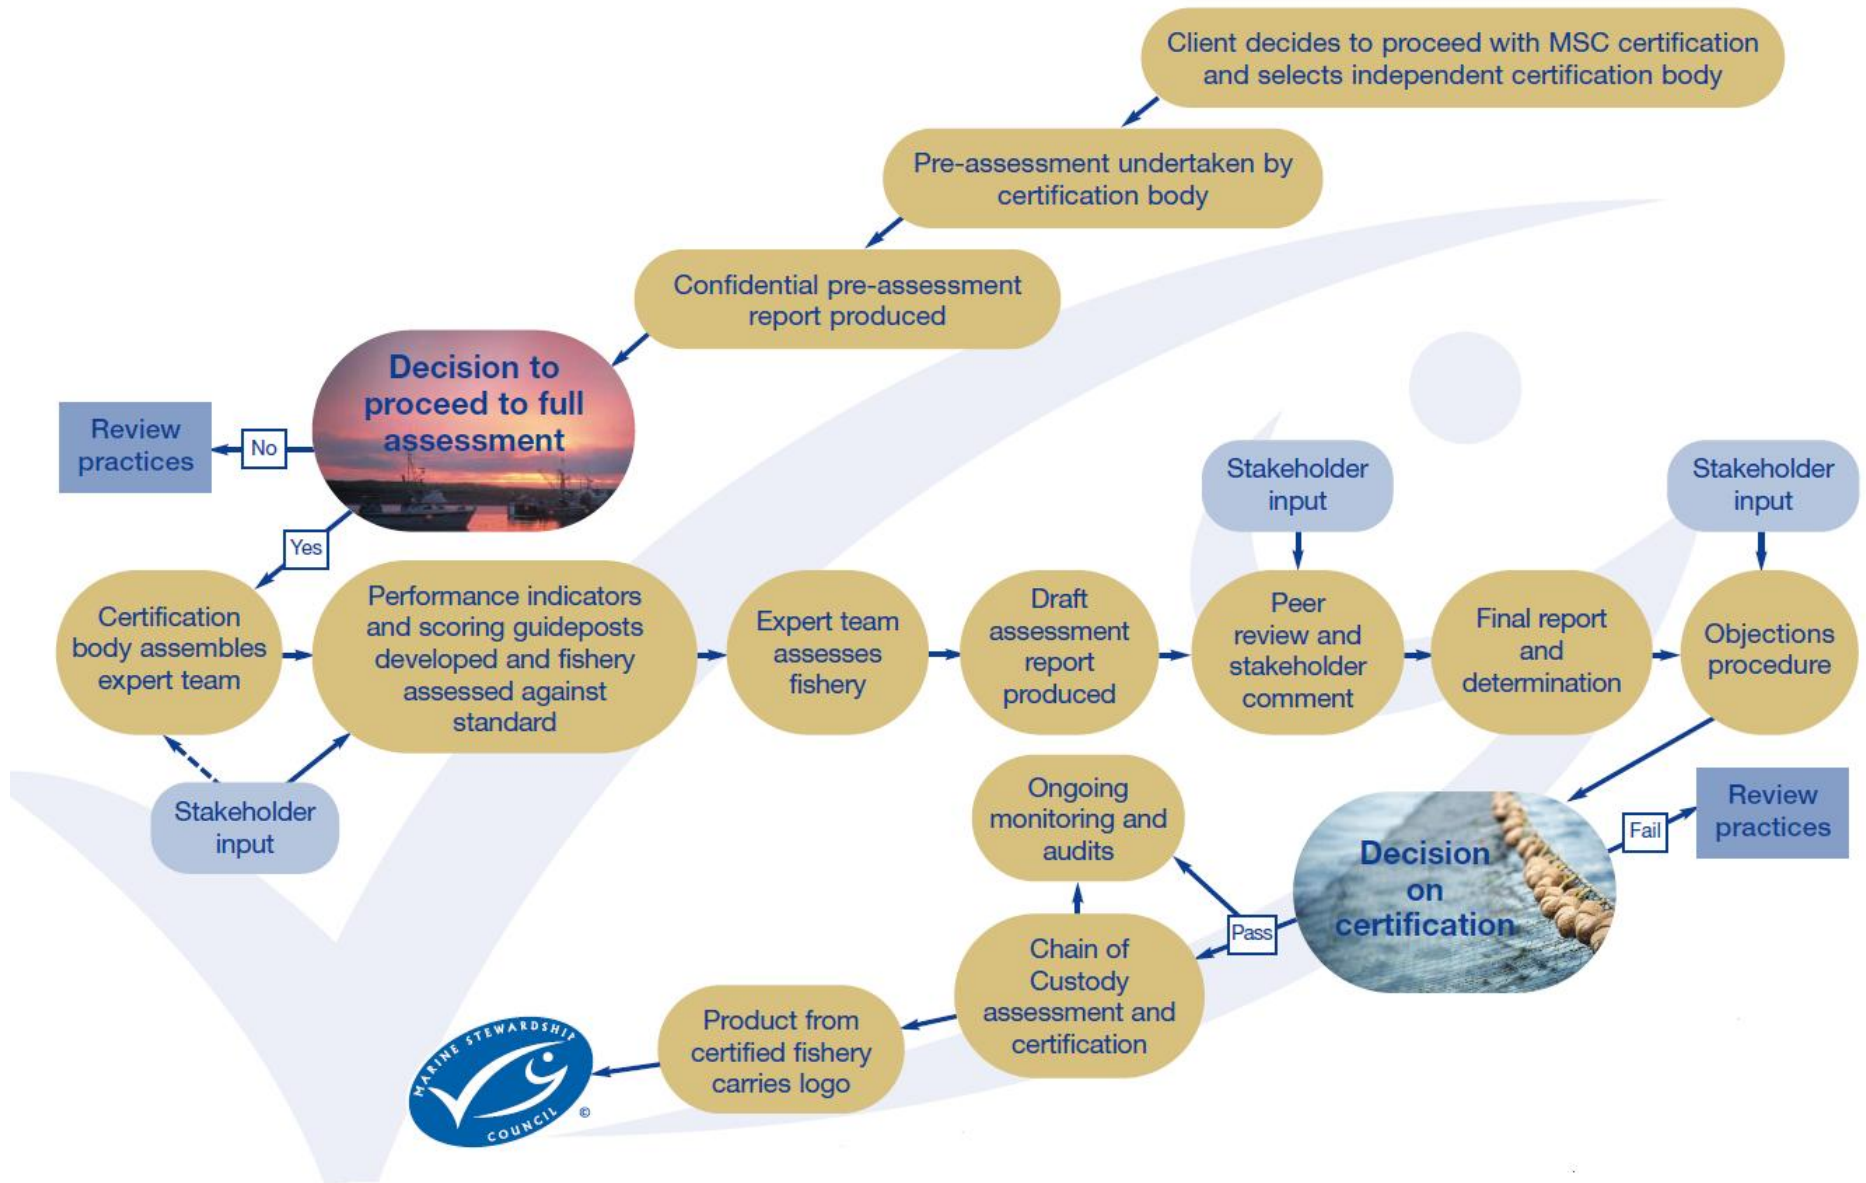 Client decides to proceed with MSC certification
and selects independent certification body
Pre-assessment undertaken by
certification body
Confidential pre-assessment
report produced
Decision to
proceed to full
assessment
No
Review
practices
Yes
Certification
body assembles
expert team
Stakeholder
input
Performance indicators
and scoring guideposts
developed and fishery
assessed against
standard
Expert team
assesses
fishery
Draft
assessment
report
produced
Stakeholder
input
Peer
review and
stakeholder
comment
Final report
and
determination
Stakeholder
input
Objections
procedure
Decision
on
certification
Fail
Review
practices
Pass
Ongoing
monitoring and
audits
Chain of
Custody
assessment and
certification
Product from
certified fishery
carries logo
MARINE STEWARDSHIP
COUNCIL
©